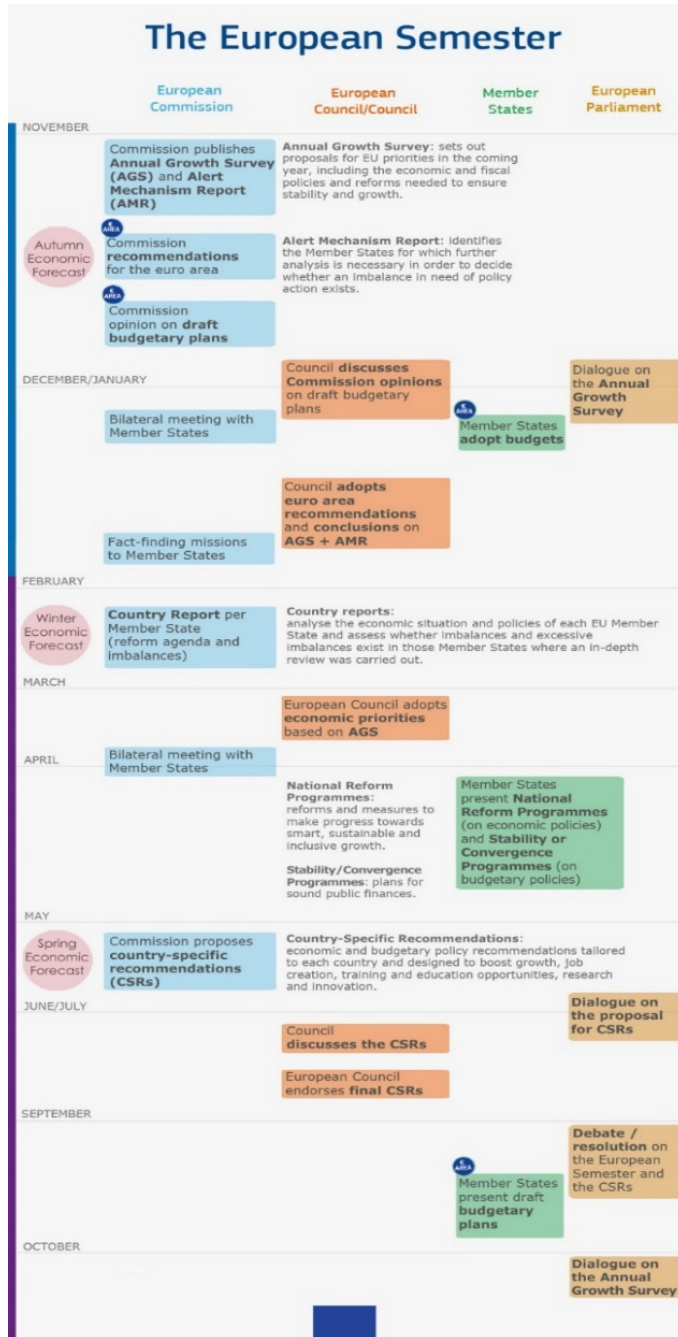 The European Semester
European
Commission
European
Council/Council
Member
States
European
Parliament
NOVEMBER
Commission publishes
Annual Growth Survey
(AGS) and Alert
Mechanism Report
(AMR)
Annual Growth Survey: sets out
proposals for EU priorities in the coming
year, including the economic and fiscal
policies and reforms needed to ensure
stability and growth.
Autumn
Economic
Forecast
€
AREA
Commission
recommendations
for the euro area
Alert Mechanism Report: identifies
the Member States for which further
analysis is necessary in order to decide
whether an imbalance in need of policy
action exists.
€
AREA
Commission
opinion on draft
budgetary plans
DECEMBER/JANUARY
Council discusses
Commission opinions
on draft budgetary
plans
Dialogue on
the Annual
Growth
Survey
Bilateral meeting with
Member States
€
AREA
Member States
adopt budgets
Council adopts
euro area
recommendations
and conclusions on
AGS + AMR
Fact-finding missions
to Member States
FEBRUARY
Winter
Economic
Forecast
Country Report per
Member State
(reform agenda and
imbalances)
Country reports:
analyse the economic situation and policies of each EU Member
State and assess whether imbalances and excessive
imbalances exist in those Member States where an in-depth
review was carried out.
MARCH
European Council adopts
economic priorities
based on AGS
APRIL
Bilateral meeting with
Member States
National Reform
Programmes:
reforms and measures to
make progress towards
smart, sustainable and
inclusive growth.
Stability/Convergence
Programmes: plans for
sound public finances.
Member States
present National
Reform Programmes
(on economic policies)
and Stability or
Convergence
Programmes (on
budgetary policies)
MAY
Spring
Economic
Forecast
Commission proposes
country-specific
recommendations
(CSRs)
Country-Specific Recommendations:
economic and budgetary policy recommendations tailored
to each country and designed to boost growth, job
creation, training and education opportunities, research
and innovation.
JUNE/JULY
Dialogue on
the proposal
for CSRs
Council
discusses the CSRs
European Council
endorses final CSRs
SEPTEMBER
Debate /
resolution on
the European
Semester and
the CSRs
€
AREA
Member States
present draft
budgetary
plans
OCTOBER
Dialogue on
the Annual
Growth Survey